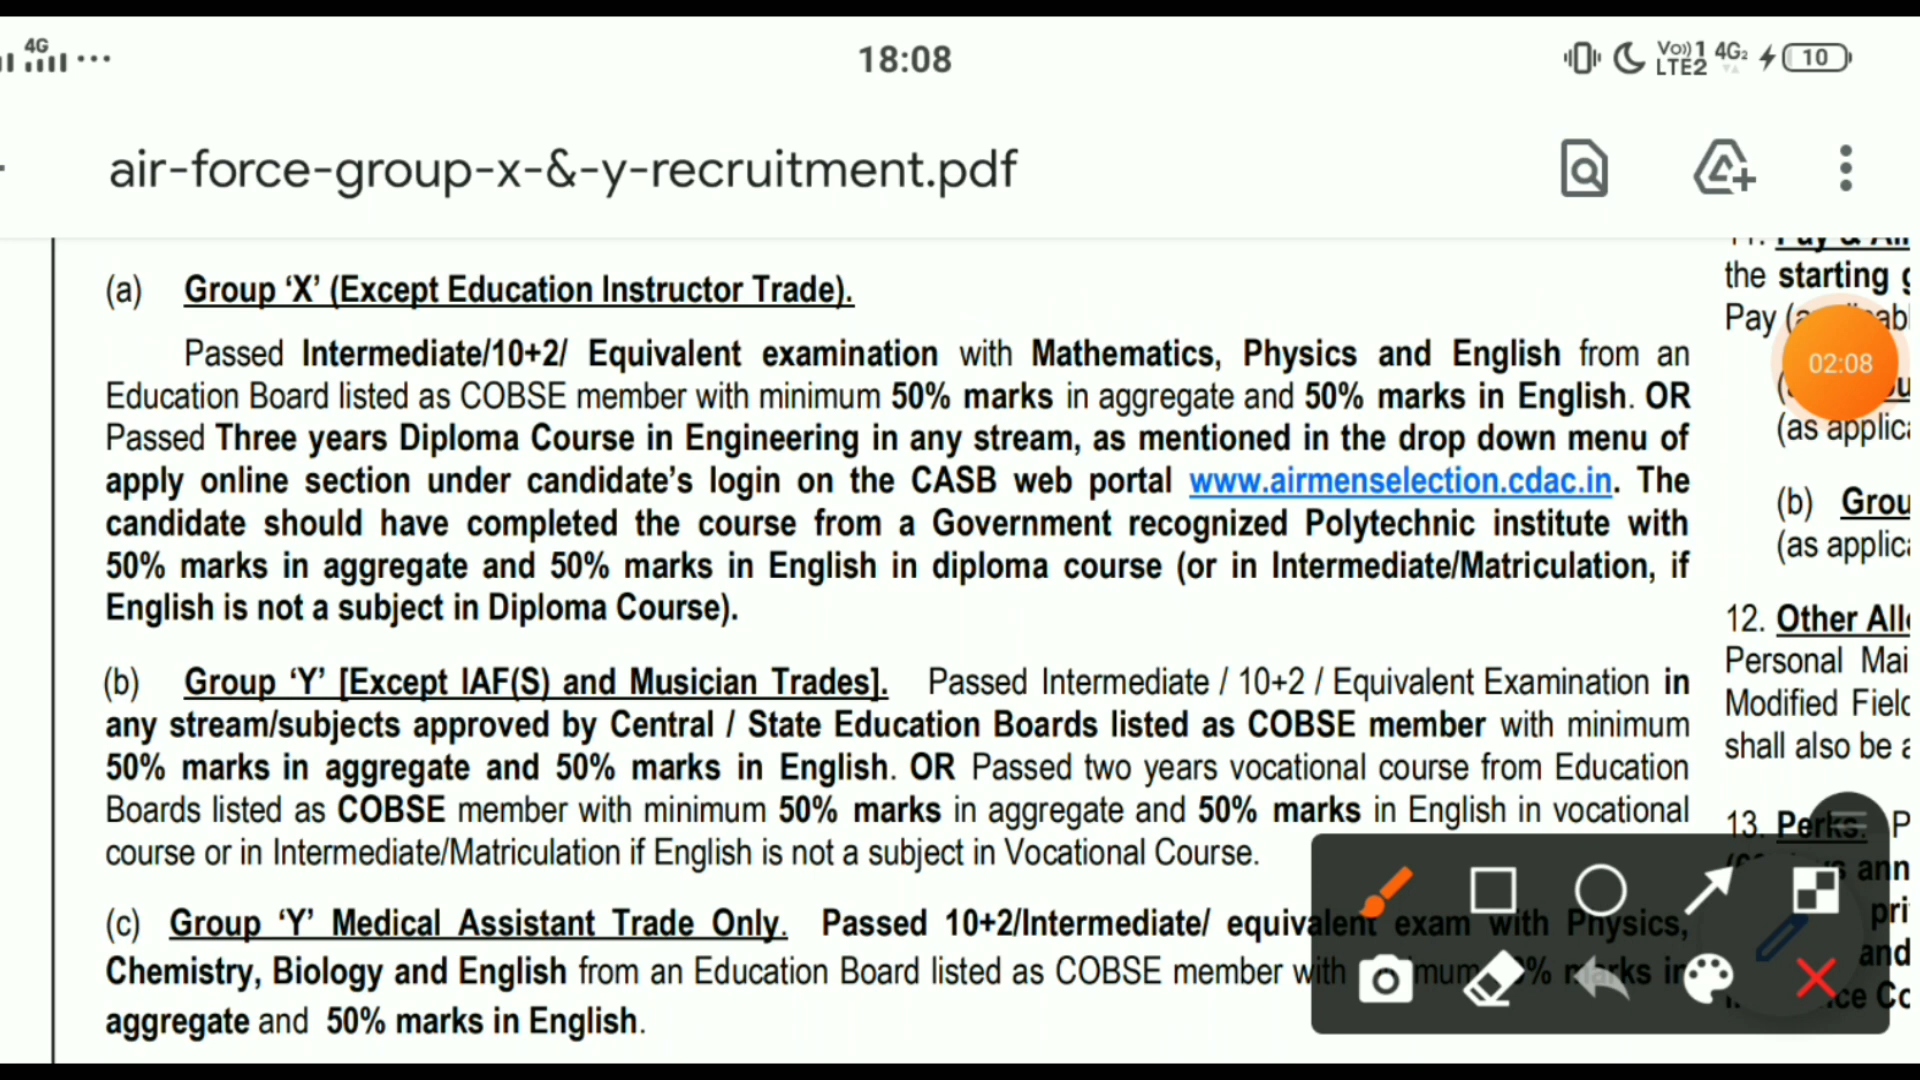 4G
18:08
Vo)) 1 4G2
LTE2
10
air-force-group-x-&-y-recruitment.pdf
(a) Group ‘X’ (Except Education Instructor Trade).
Passed Intermediate/10+2/ Equivalent examination with Mathematics, Physics and English from an
Education Board listed as COBSE member with minimum 50% marks in aggregate and 50% marks in English. OR
Passed Three years Diploma Course in Engineering in any stream, as mentioned in the drop down menu of
apply online section under candidate’s login on the CASB web portal www.airmenselection.cdac.in. The
candidate should have completed the course from a Government recognized Polytechnic institute with
50% marks in aggregate and 50% marks in English in diploma course (or in Intermediate/Matriculation, if
English is not a subject in Diploma Course).
(b) Group ‘Y’ [Except IAF(S) and Musician Trades]. Passed Intermediate / 10+2 / Equivalent Examination in
any stream/subjects approved by Central / State Education Boards listed as COBSE member with minimum
50% marks in aggregate and 50% marks in English. OR Passed two years vocational course from Education
Boards listed as COBSE member with minimum 50% marks in aggregate and 50% marks in English in vocational
course or in Intermediate/Matriculation if English is not a subject in Vocational Course.
(c) Group ‘Y’ Medical Assistant Trade Only. Passed 10+2/Intermediate/ equivalent exam with Physics,
Chemistry, Biology and English from an Education Board listed as COBSE member with % marks in
aggregate and 50% marks in English.
the starting
Pay
02:08
(as
(b)
(as
12. Other
Personal
Modified
shall also be
13. Perks.
and